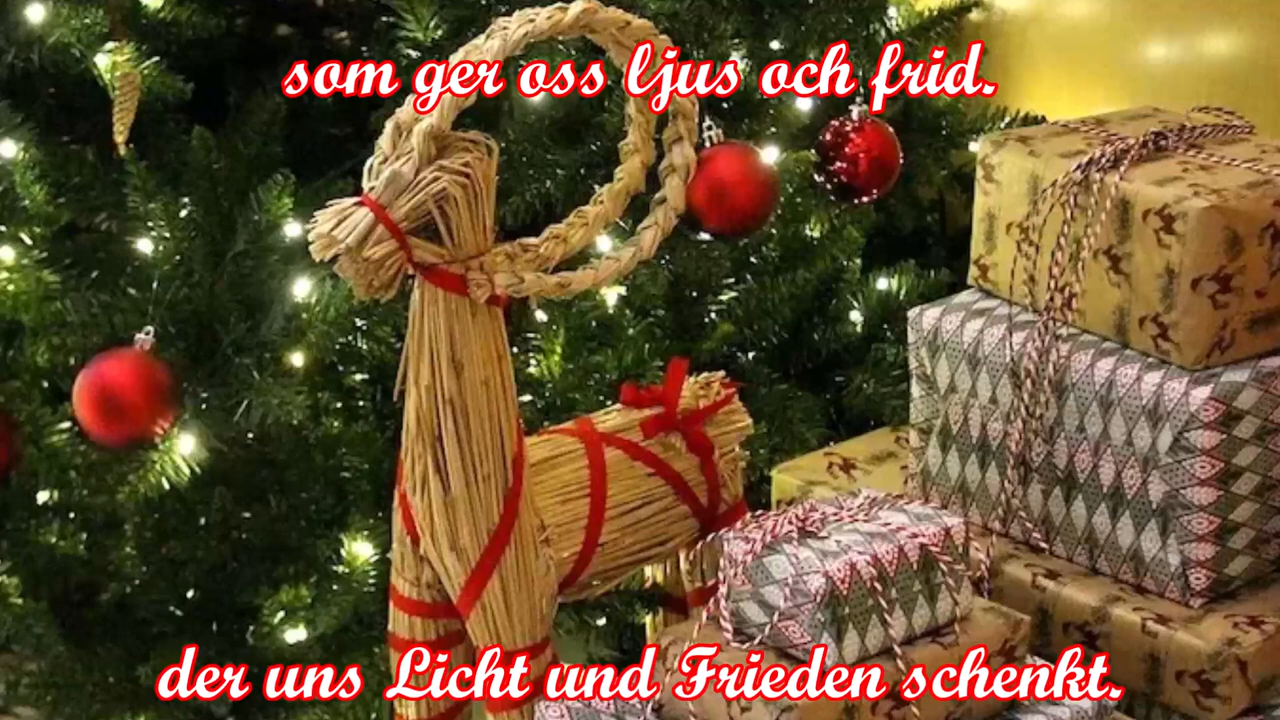 som ger oss ljus och frid.
der uns Licht und Frieden schenkt.